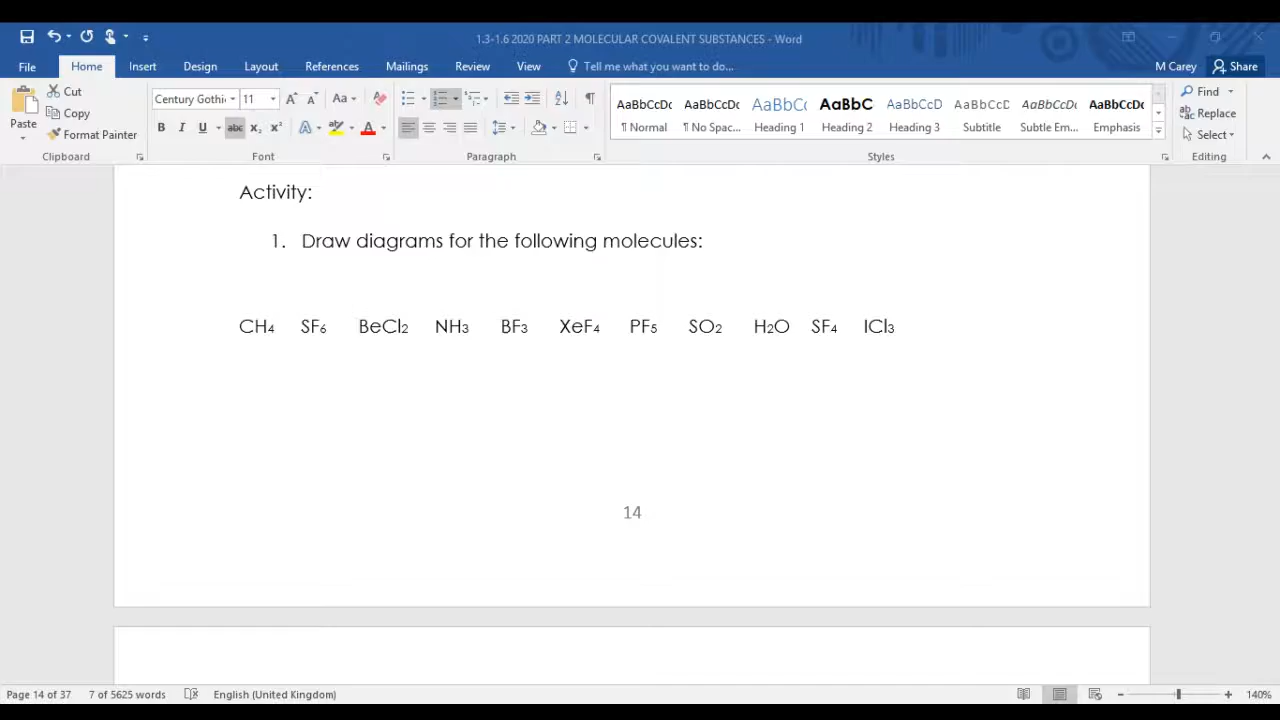 1.3-1.6 2020 PART 2 MOLECULAR COVALENT SUBSTANCES - Word
File Home Insert Design Layout References Mailings Review View Tell me what you want to do... M Carey Share
Paste Cut Copy Format Painter
Century Gothi 11 Aa
B I U abc x₂ x² A A
AaBbCcDc AaBbCcDc AaBbCc AaBbC AaBbCcD AaBbCcD AaBbCcDc AaBbCcDc
¶ Normal ¶ No Spac... Heading 1 Heading 2 Heading 3 Subtitle Subtle Em... Emphasis
Find Replace Select
Clipboard Font Paragraph Styles Editing
Activity:
1. Draw diagrams for the following molecules:
CH₄ SF₆ BeCl₂ NH₃ BF₃ XeF₄ PF₅ SO₂ H₂O SF₄ ICl₃
14
Page 14 of 37 7 of 5625 words English (United Kingdom) 140%